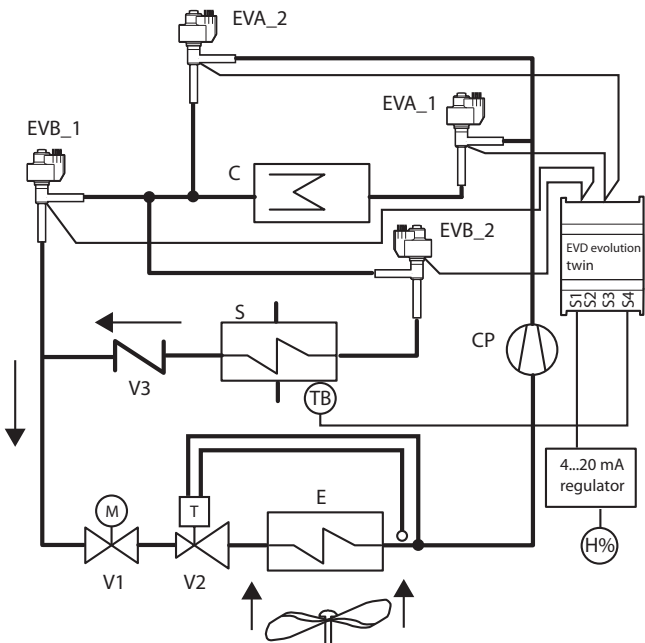 EVA_2
EVA_1
EVB_1
C
EVB_2
EVD evolution
twin
S1
S2
S3
S4
S
CP
V3
TB
4...20 mA
regulator
T
E
M
H%
V1
V2